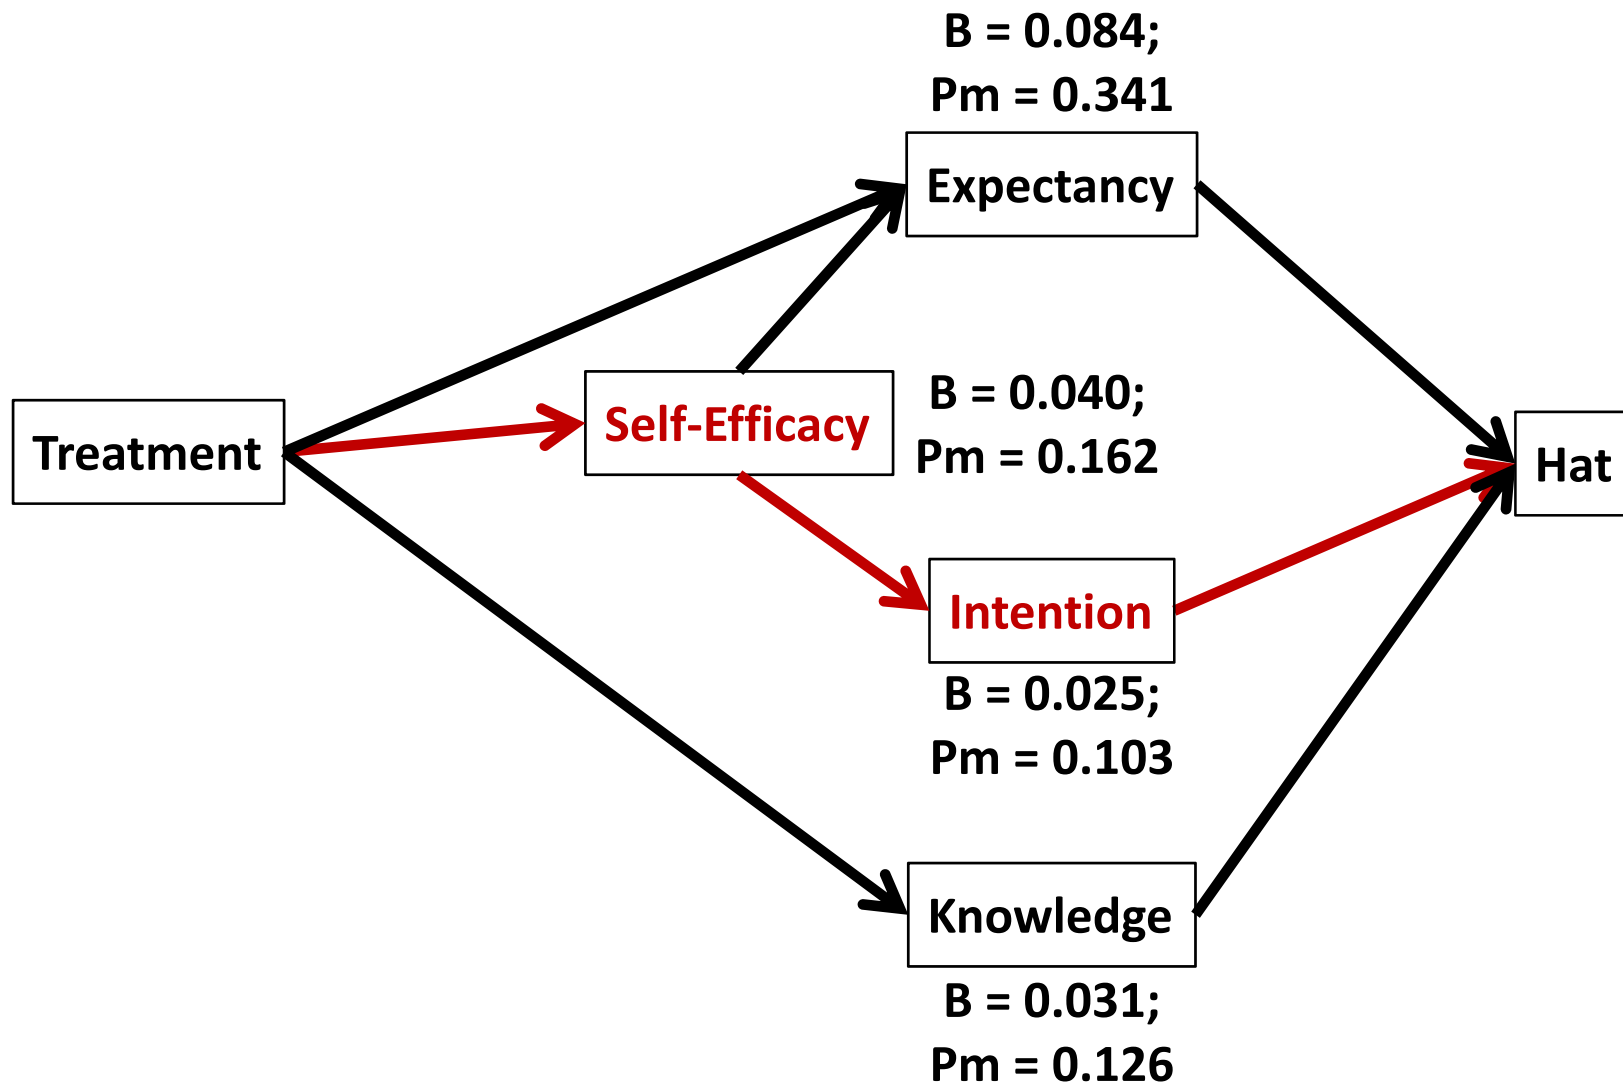 B = 0.084;
Pm = 0.341
Expectancy
Treatment
Self-Efficacy
B = 0.040;
Pm = 0.162
Hat
Intention
B = 0.025;
Pm = 0.103
Knowledge
B = 0.031;
Pm = 0.126